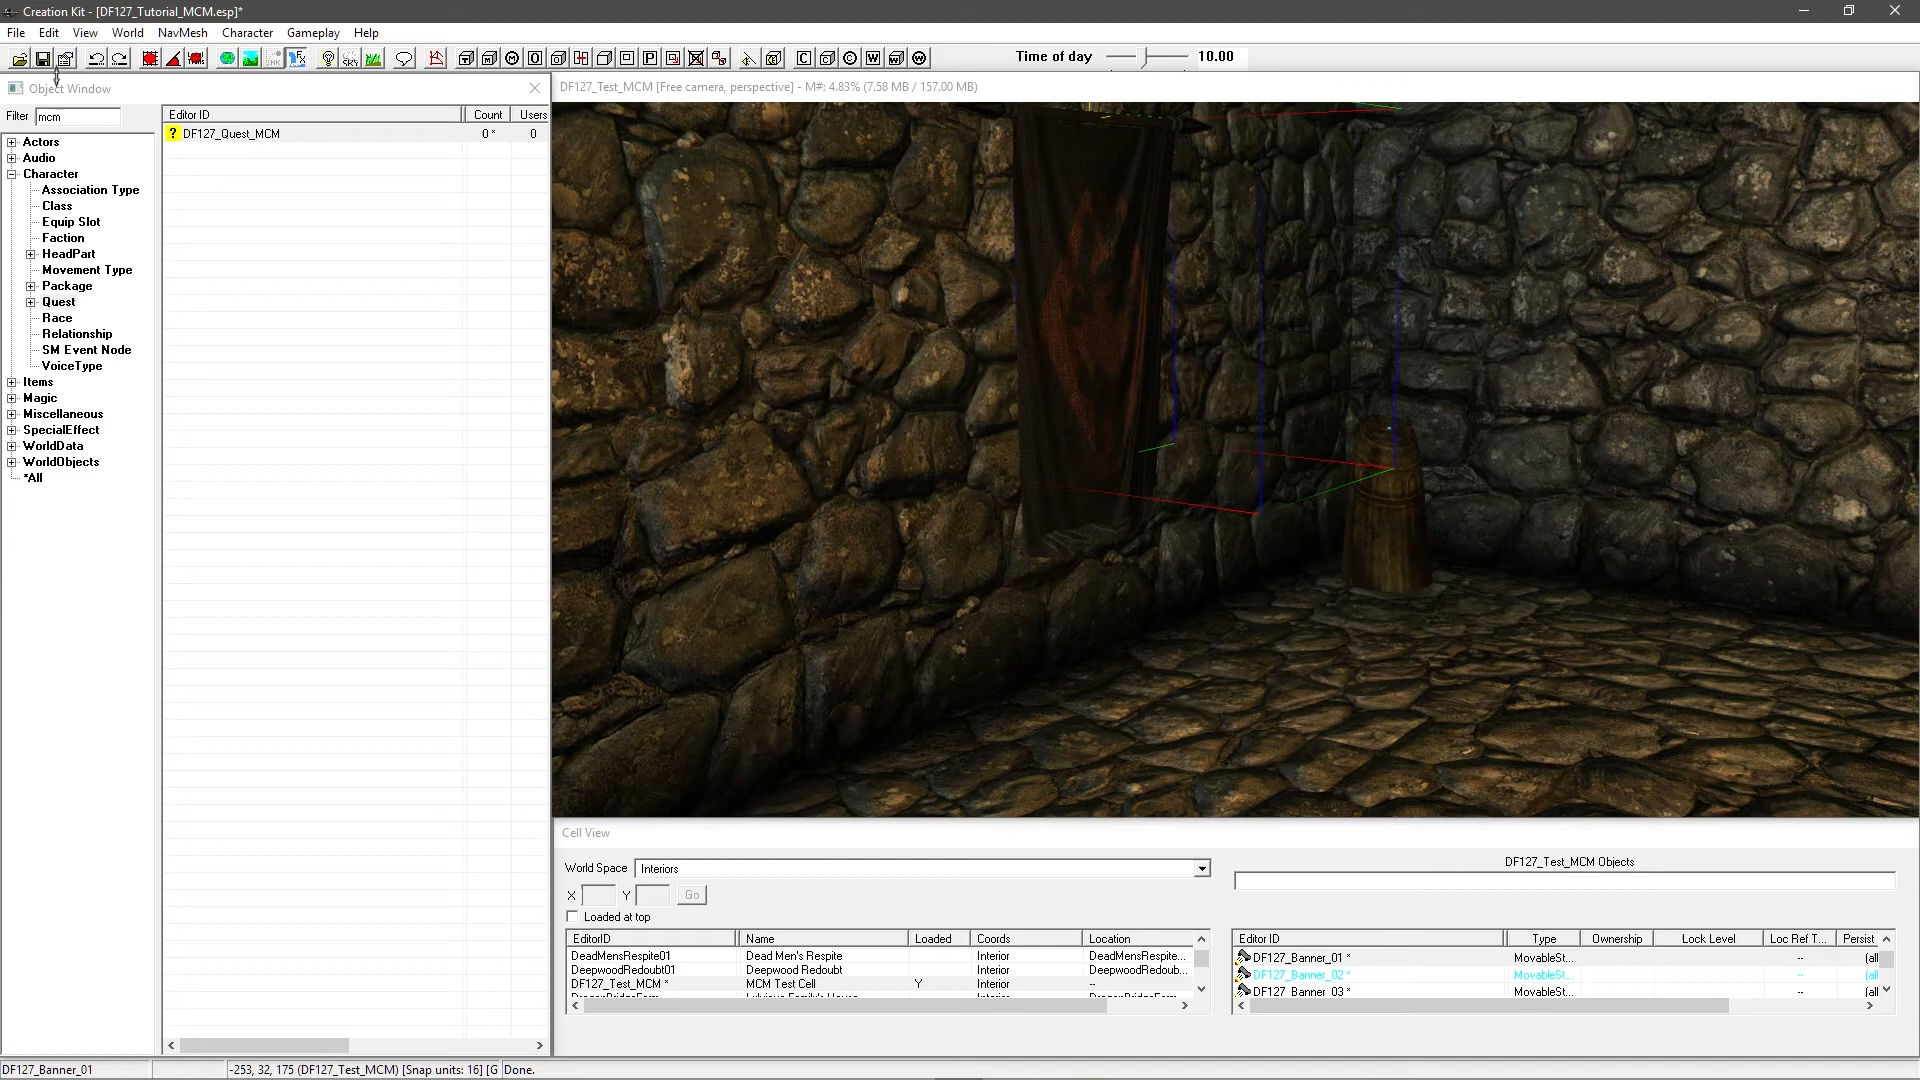 Creation Kit - [DF127_Tutorial_MCM.esp]*
File Edit View World NavMesh Character Gameplay Help
Time of day 10.00
Object Window
Filter mcm
Actors
Audio
Character
Association Type
Class
Equip Slot
Faction
HeadPart
Movement Type
Package
Quest
Race
Relationship
SM Event Node
VoiceType
Items
Magic
Miscellaneous
SpecialEffect
WorldData
WorldObjects
*All
Editor ID Count Users
DF127_Quest_MCM 0 * 0
DF127_Test_MCM [Free camera, perspective] - M#: 4.83% (7.58 MB / 157.00 MB)
Cell View
World Space Interiors
X Y Go
Loaded at top
EditorID Name Loaded Coords Location
DeadMensRespite01 Dead Men's Respite Interior DeadMensRespite...
DeepwoodRedoubt01 Deepwood Redoubt Interior DeepwoodRedoub...
DF127_Test_MCM * MCM Test Cell Y Interior --
DF127_Test_MCM Objects
Editor ID Type Ownership Lock Level Loc Ref T... Persist
DF127_Banner_01 * MovableSt... -- (all
DF127_Banner_02 * MovableSt... -- (all
DF127_Banner_03 * MovableSt... -- (all
DF127_Banner_01 -253, 32, 175 (DF127_Test_MCM) [Snap units: 16] [G Done.